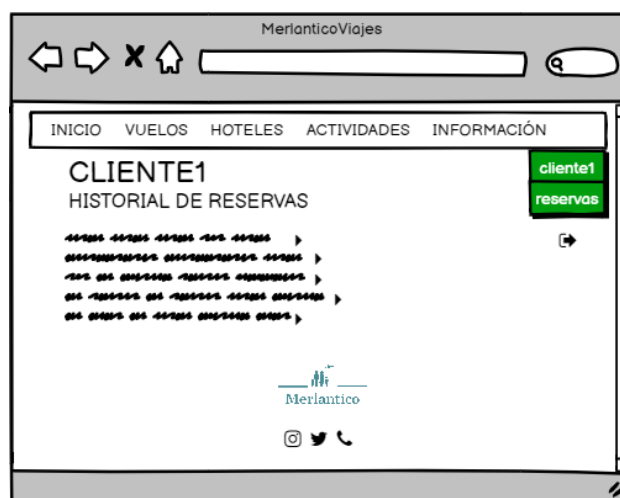 MerlanticoViajes
INICIO VUELOS HOTELES ACTIVIDADES INFORMACIÓN
CLIENTE1
cliente1
HISTORIAL DE RESERVAS
reservas
Merlantico